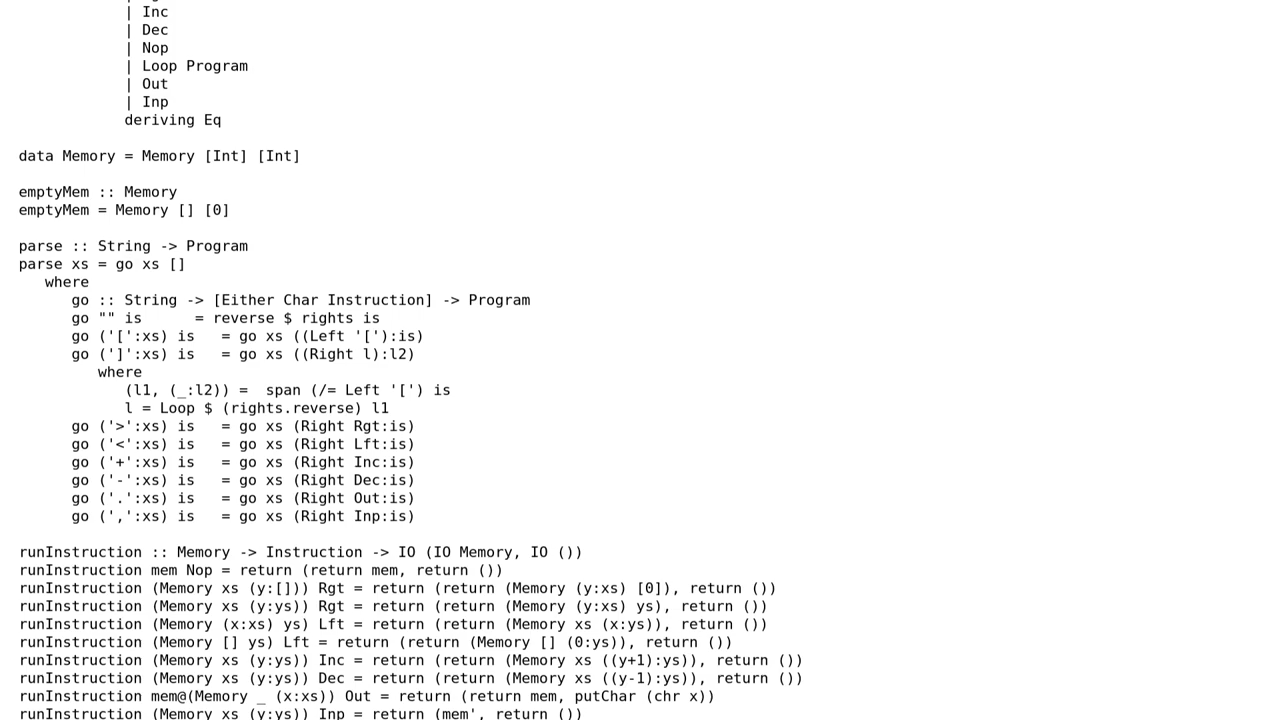 | Inc
| Dec
| Nop
| Loop Program
| Out
| Inp
deriving Eq
data Memory = Memory [Int] [Int]
emptyMem :: Memory
emptyMem = Memory [] [0]
parse :: String -> Program
parse xs = go xs []
where
go :: String -> [Either Char Instruction] -> Program
go "" is      = reverse $ rights is
go ('[':xs) is   = go xs ((Left '['):is)
go (']':xs) is   = go xs ((Right l):l2)
where
(l1, (_:l2)) =  span (/= Left '[') is
l = Loop $ (rights.reverse) l1
go ('>':xs) is   = go xs (Right Rgt:is)
go ('<':xs) is   = go xs (Right Lft:is)
go ('+':xs) is   = go xs (Right Inc:is)
go ('-':xs) is   = go xs (Right Dec:is)
go ('.':xs) is   = go xs (Right Out:is)
go (',':xs) is   = go xs (Right Inp:is)
runInstruction :: Memory -> Instruction -> IO (IO Memory, IO ())
runInstruction mem Nop = return (return mem, return ())
runInstruction (Memory xs (y:[])) Rgt = return (return (Memory (y:xs) [0]), return ())
runInstruction (Memory xs (y:ys)) Rgt = return (return (Memory (y:xs) ys), return ())
runInstruction (Memory (x:xs) ys) Lft = return (return (Memory xs (x:ys)), return ())
runInstruction (Memory [] ys) Lft = return (return (Memory [] (0:ys)), return ())
runInstruction (Memory xs (y:ys)) Inc = return (return (Memory xs ((y+1):ys)), return ())
runInstruction (Memory xs (y:ys)) Dec = return (return (Memory xs ((y-1):ys)), return ())
runInstruction mem@(Memory _ (x:xs)) Out = return (return mem, putChar (chr x))
runInstruction (Memory xs (y:ys)) Inp = return (mem', return ())